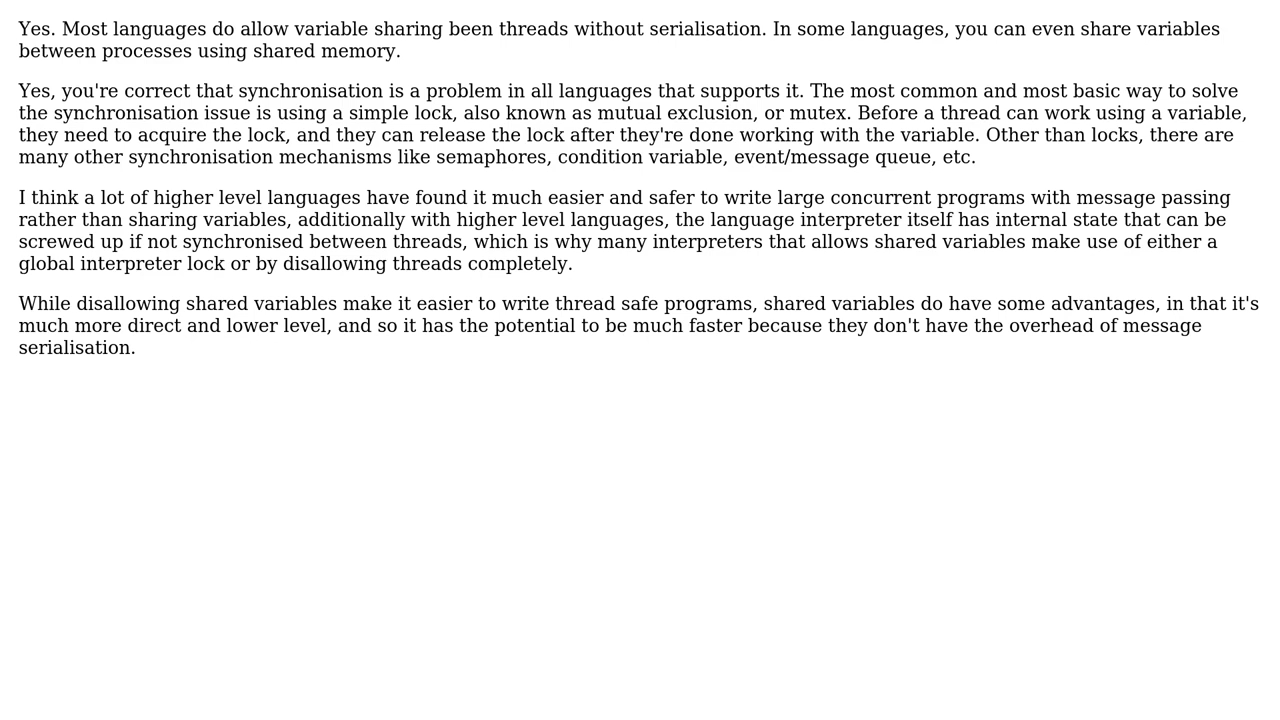 Yes. Most languages do allow variable sharing been threads without serialisation. In some languages, you can even share variables
between processes using shared memory.
Yes, you're correct that synchronisation is a problem in all languages that supports it. The most common and most basic way to solve
the synchronisation issue is using a simple lock, also known as mutual exclusion, or mutex. Before a thread can work using a variable,
they need to acquire the lock, and they can release the lock after they're done working with the variable. Other than locks, there are
many other synchronisation mechanisms like semaphores, condition variable, event/message queue, etc.
I think a lot of higher level languages have found it much easier and safer to write large concurrent programs with message passing
rather than sharing variables, additionally with higher level languages, the language interpreter itself has internal state that can be
screwed up if not synchronised between threads, which is why many interpreters that allows shared variables make use of either a
global interpreter lock or by disallowing threads completely.
While disallowing shared variables make it easier to write thread safe programs, shared variables do have some advantages, in that it's
much more direct and lower level, and so it has the potential to be much faster because they don't have the overhead of message
serialisation.